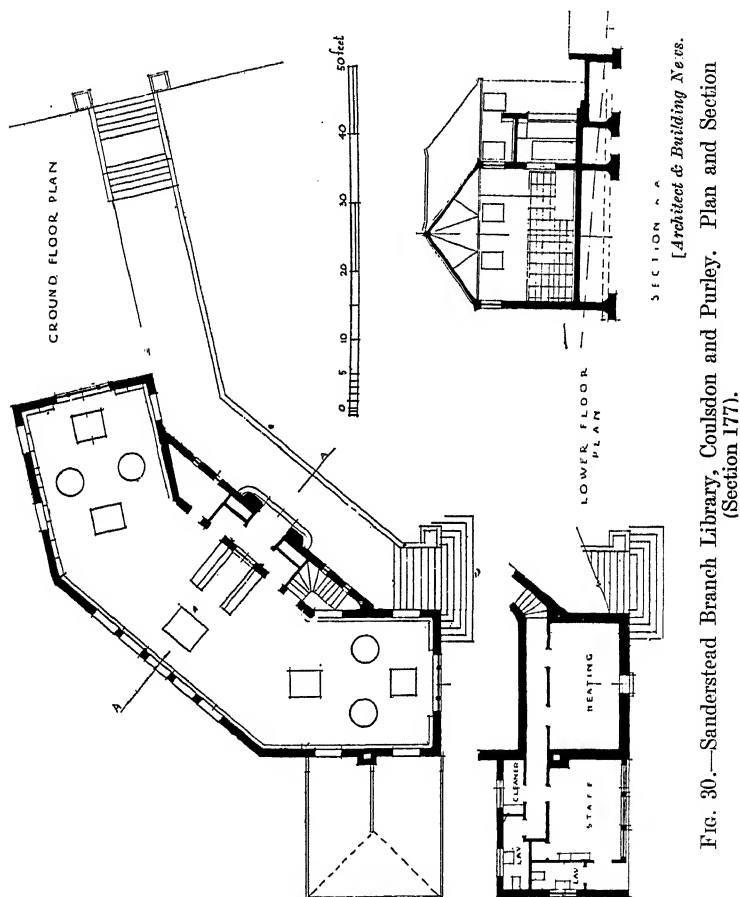 GROUND FLOOR PLAN
0 5 10 20 30 40 50 feet
A
A
LOWER FLOOR
PLAN
CLEANER
LAV
LAV
STAFF
HEATING
SECTION A A
[Architect & Building News.
FIG. 30.—Sanderstead Branch Library, Coulsdon and Purley. Plan and Section
(Section 177).